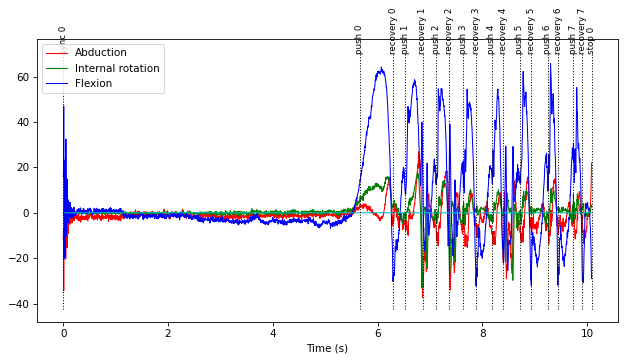 sync 0
push 0
recovery 0
push 1
recovery 1
push 2
recovery 2
push 3
recovery 3
push 4
recovery 4
push 5
recovery 5
push 6
recovery 6
push 7
recovery 7
stop 0
Abduction
Internal rotation
Flexion
60
40
20
0
−20
−40
0
2
4
6
8
10
Time (s)